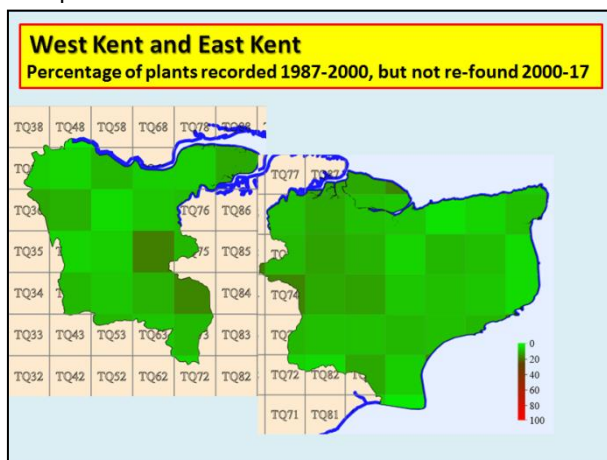 West Kent and East Kent
Percentage of plants recorded 1987-2000, but not re-found 2000-17
TQ38 TQ48 TQ58 TQ68 TQ78
TQ77
TQ76 TQ86
TQ35 TQ85
TQ34 TQ84 TQ74
TQ33 TQ43 TQ53 TQ63 TQ83
TQ32 TQ42 TQ52 TQ62 TQ72 TQ82 TQ72 TQ82
TQ71 TQ81
0
20
40
60
80
100